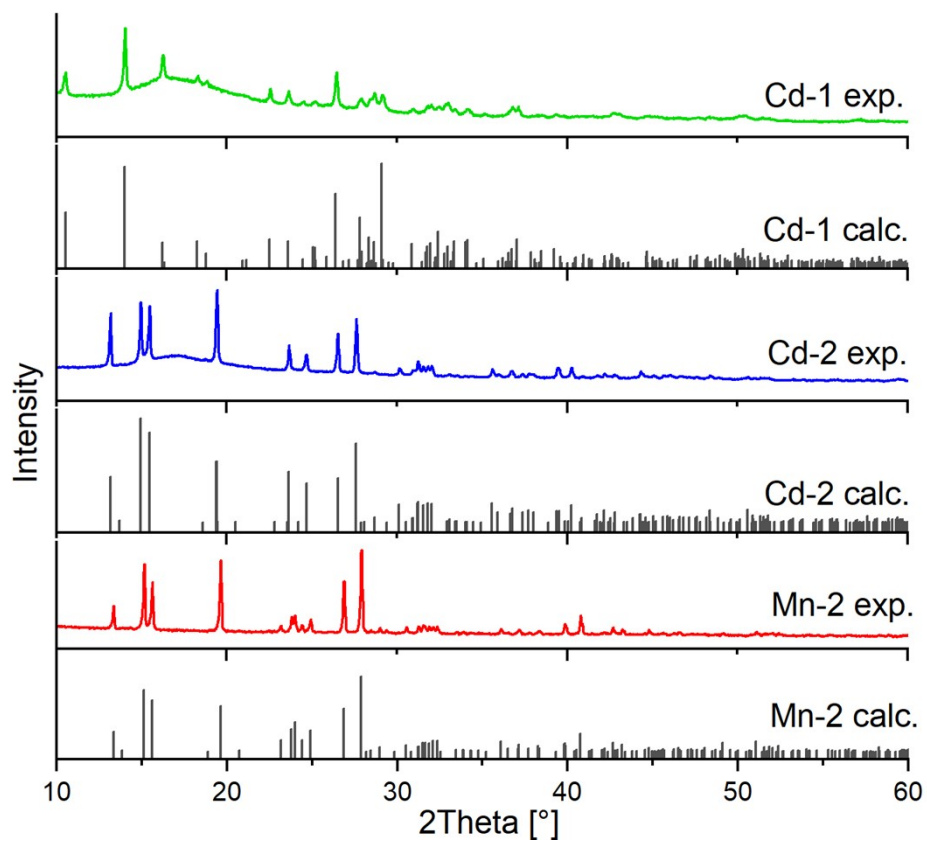 Cd-1 exp.
Cd-1 calc.
Cd-2 exp.
Cd-2 calc.
Mn-2 exp.
Mn-2 calc.
Intensity
10 20 30 40 50 60
2Theta [°]